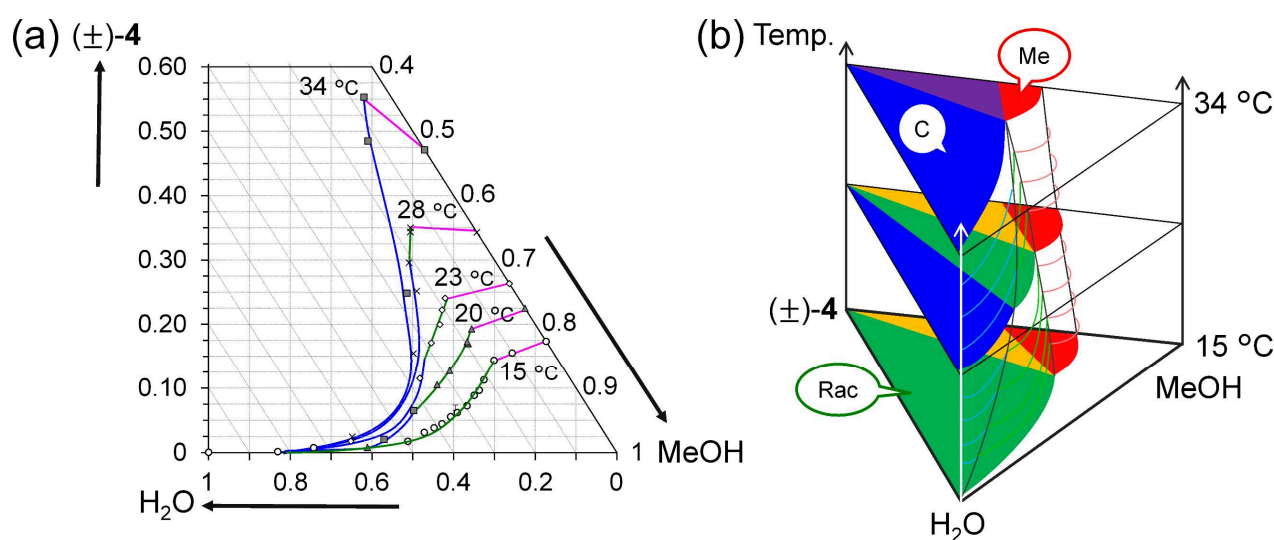 (a) (±)-4
0.60
0.50
0.40
0.30
0.20
0.10
0
0.4
0.5
0.6
0.7
0.8
0.9
1 MeOH
34 °C
28 °C
23 °C
20 °C
15 °C
1 0.8 0.6 0.4 0.2 0
H₂O
(b) Temp.
Me
C
34 °C
(±)-4
15 °C
MeOH
Rac
H₂O